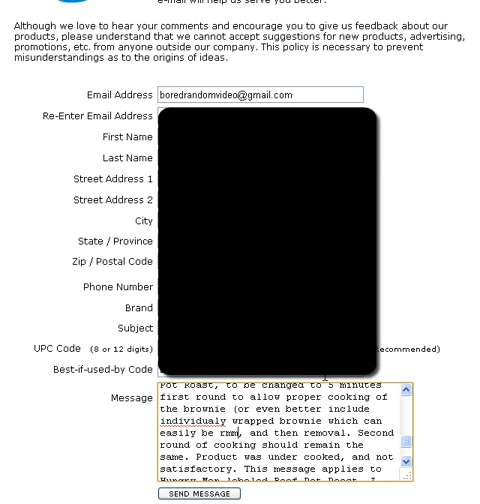 e-mail will help us serve you better.
Although we love to hear your comments and encourage you to give us feedback about our
products, please understand that we cannot accept suggestions for new products, advertising,
promotions, etc. from anyone outside our company. This policy is necessary to prevent
misunderstandings as to the origins of ideas.
Email Address boredrandomvideo@gmail.com
Re-Enter Email Address
First Name
Last Name
Street Address 1
Street Address 2
City
State / Province
Zip / Postal Code
Phone Number
Brand
Subject
UPC Code (8 or 12 digits) Recommended)
Best-if-used-by Code
Message
Pot Roast, to be changed to 5 minutes
first round to allow proper cooking of
the brownie (or even better include
individualy wrapped brownie which can
easily be rmm, and then removal. Second
round of cooking should remain the
same. Product was under cooked, and not
satisfactory. This message applies to
Hungry Man labeled Beef Pot Roast. I
SEND MESSAGE